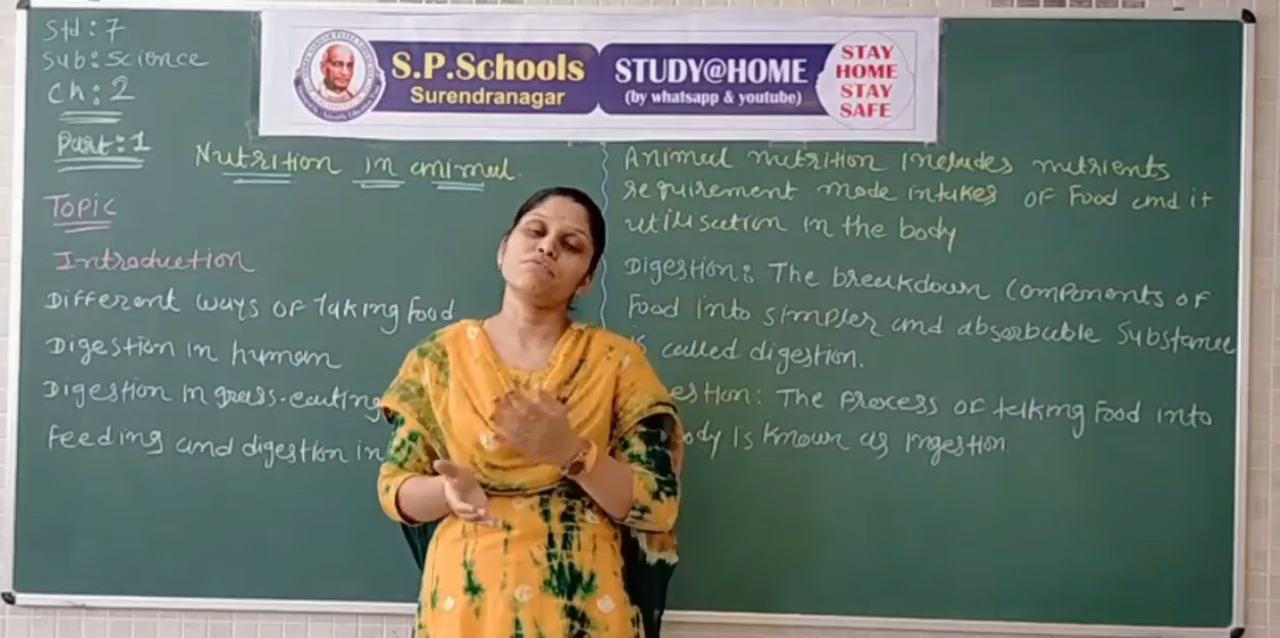 Std: 7
Sub: Science
Ch: 2
Part: 1
S.P.Schools
Surendranagar
STUDY@HOME
(by whatsapp & youtube)
STAY
HOME
STAY
SAFE
Nutrition in animal.
Topic
Introduction
Different ways of Taking food
Digestion in human
Digestion in grass-eating
Feeding and digestion in
Animal nutrition includes nutrients
requirement mode intakes of Food and it
utilisation in the body
Digestion: The breakdown components of
food into simpler and absorbable substance
is called digestion.
estion: The process of taking food into
ody is known as ingestion